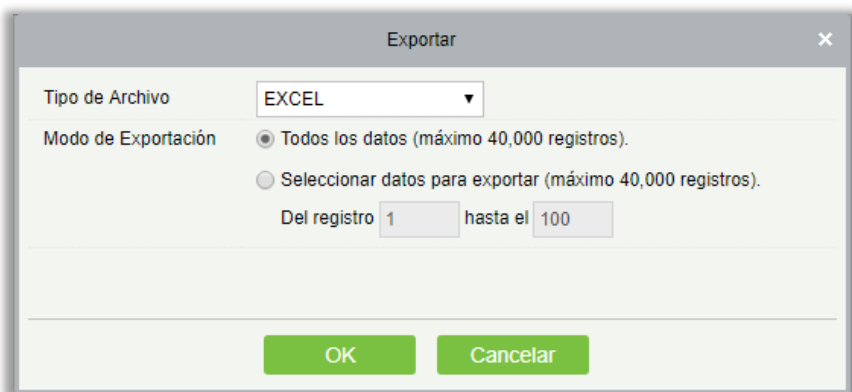 Exportar ×
Tipo de Archivo EXCEL
Modo de Exportación Todos los datos (máximo 40,000 registros).
Seleccionar datos para exportar (máximo 40,000 registros).
Del registro 1 hasta el 100
OK Cancelar